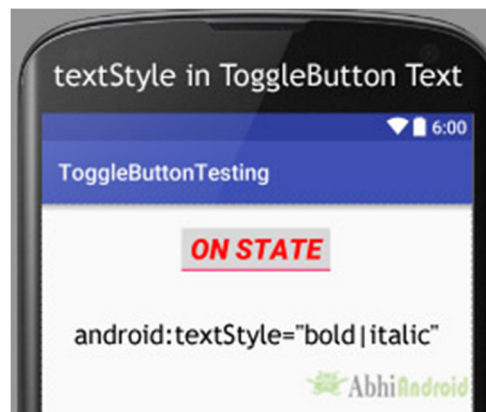 textStyle in ToggleButton Text
6:00
ToggleButtonTesting
ON STATE
android:textStyle="bold|italic"
AbhiAndroid